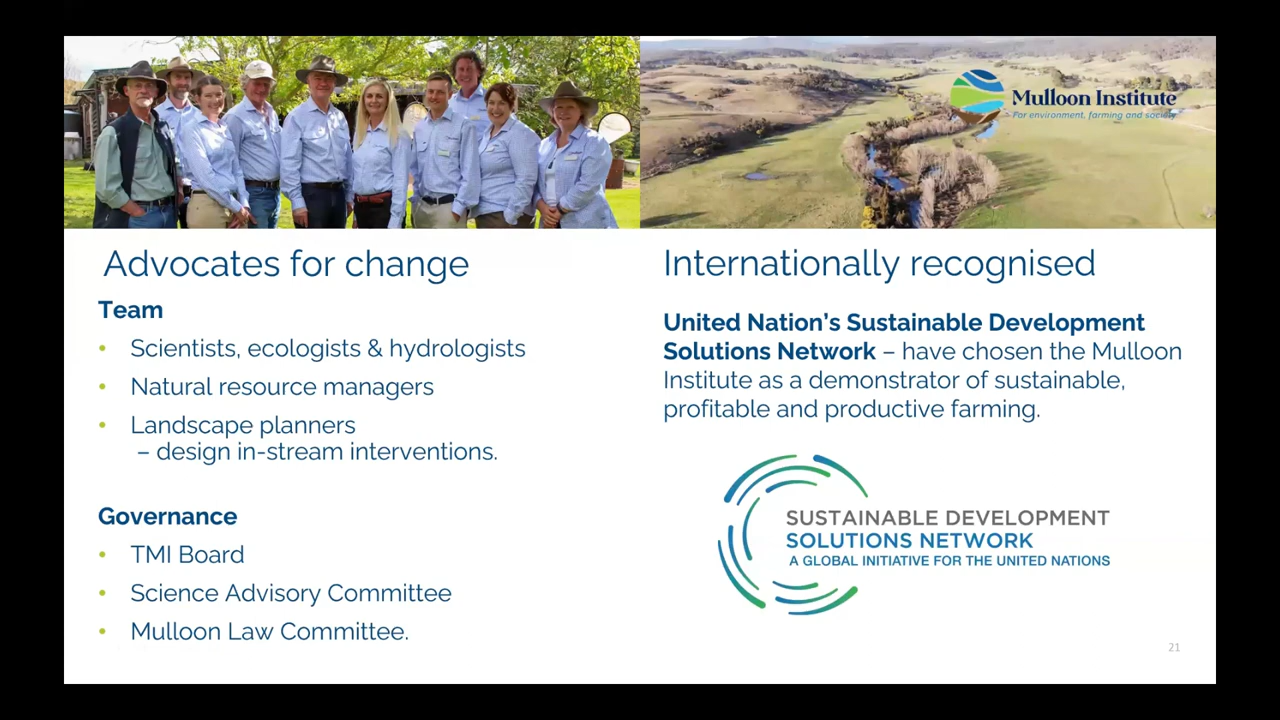 Mulloon Institute
For environment, farming and society
Advocates for change
Team
• Scientists, ecologists & hydrologists
• Natural resource managers
• Landscape planners
– design in-stream interventions.
Governance
• TMI Board
• Science Advisory Committee
• Mulloon Law Committee.
Internationally recognised
United Nation’s Sustainable Development
Solutions Network – have chosen the Mulloon
Institute as a demonstrator of sustainable,
profitable and productive farming.
SUSTAINABLE DEVELOPMENT
SOLUTIONS NETWORK
A GLOBAL INITIATIVE FOR THE UNITED NATIONS
21